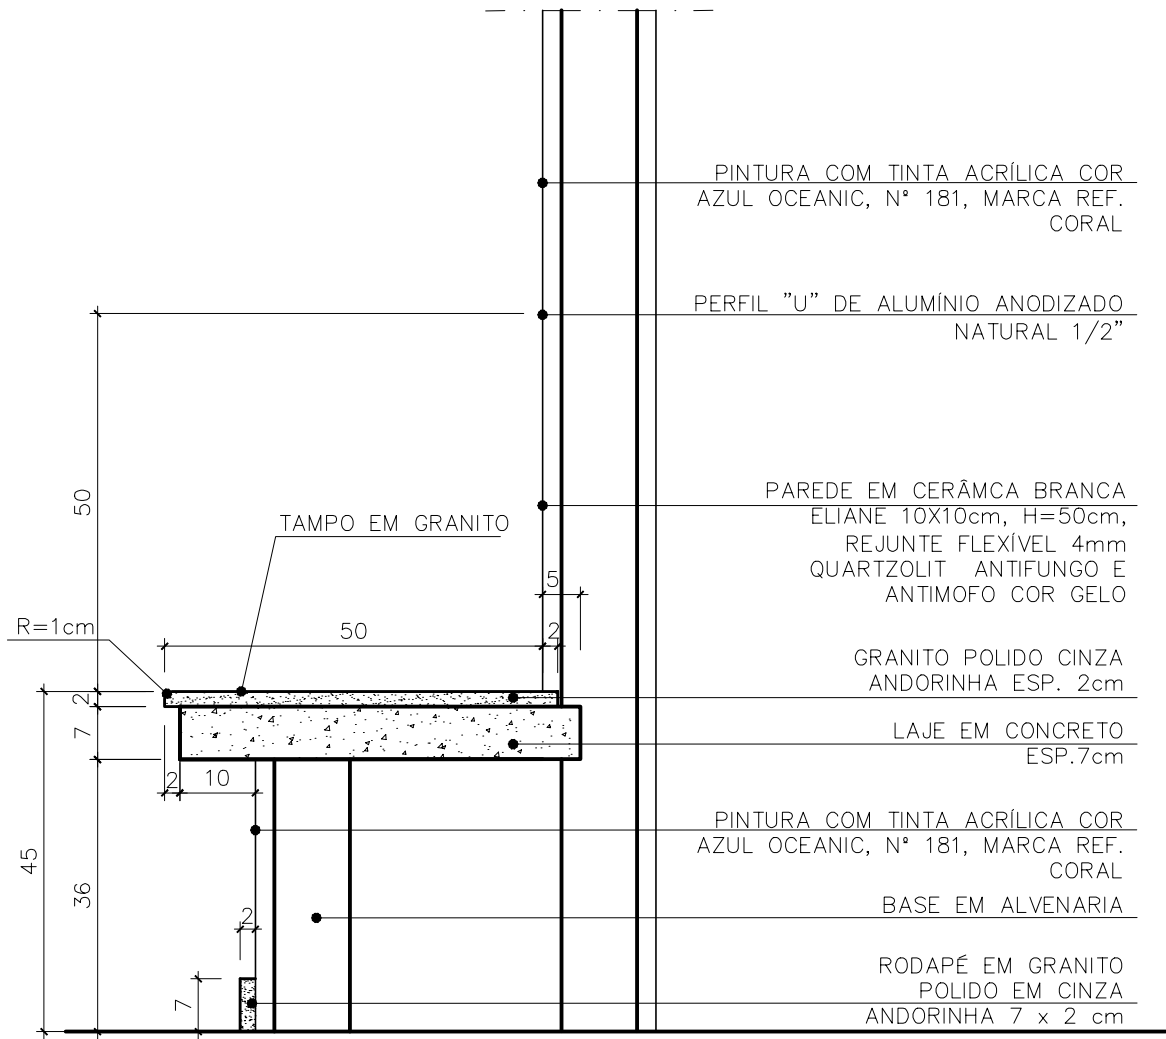 PINTURA COM TINTA ACRÍLICA COR
AZUL OCEANIC, Nº 181, MARCA REF.
CORAL
PERFIL "U" DE ALUMÍNIO ANODIZADO
NATURAL 1/2"
50
PAREDE EM CERÂMCA BRANCA
ELIANE 10X10cm, H=50cm,
REJUNTE FLEXÍVEL 4mm
QUARTZOLIT ANTIFUNGO E
ANTIMOFO COR GELO
TAMPO EM GRANITO
5
R=1cm
50
2
GRANITO POLIDO CINZA
ANDORINHA ESP. 2cm
2
7
LAJE EM CONCRETO
ESP.7cm
2
10
PINTURA COM TINTA ACRÍLICA COR
AZUL OCEANIC, Nº 181, MARCA REF.
CORAL
45
36
BASE EM ALVENARIA
2
7
RODAPÉ EM GRANITO
POLIDO EM CINZA
ANDORINHA 7 x 2 cm